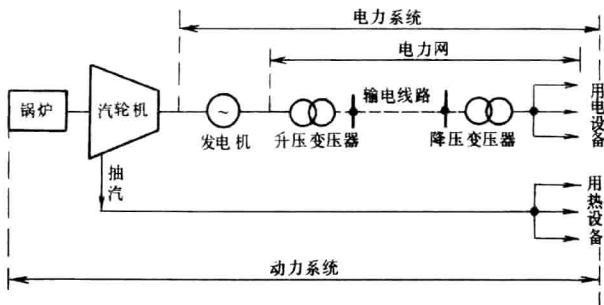 电力系统
电力网
锅炉
汽轮机
~
发电机
升压变压器
输电线路
降压变压器
用电设备
抽汽
用热设备
动力系统